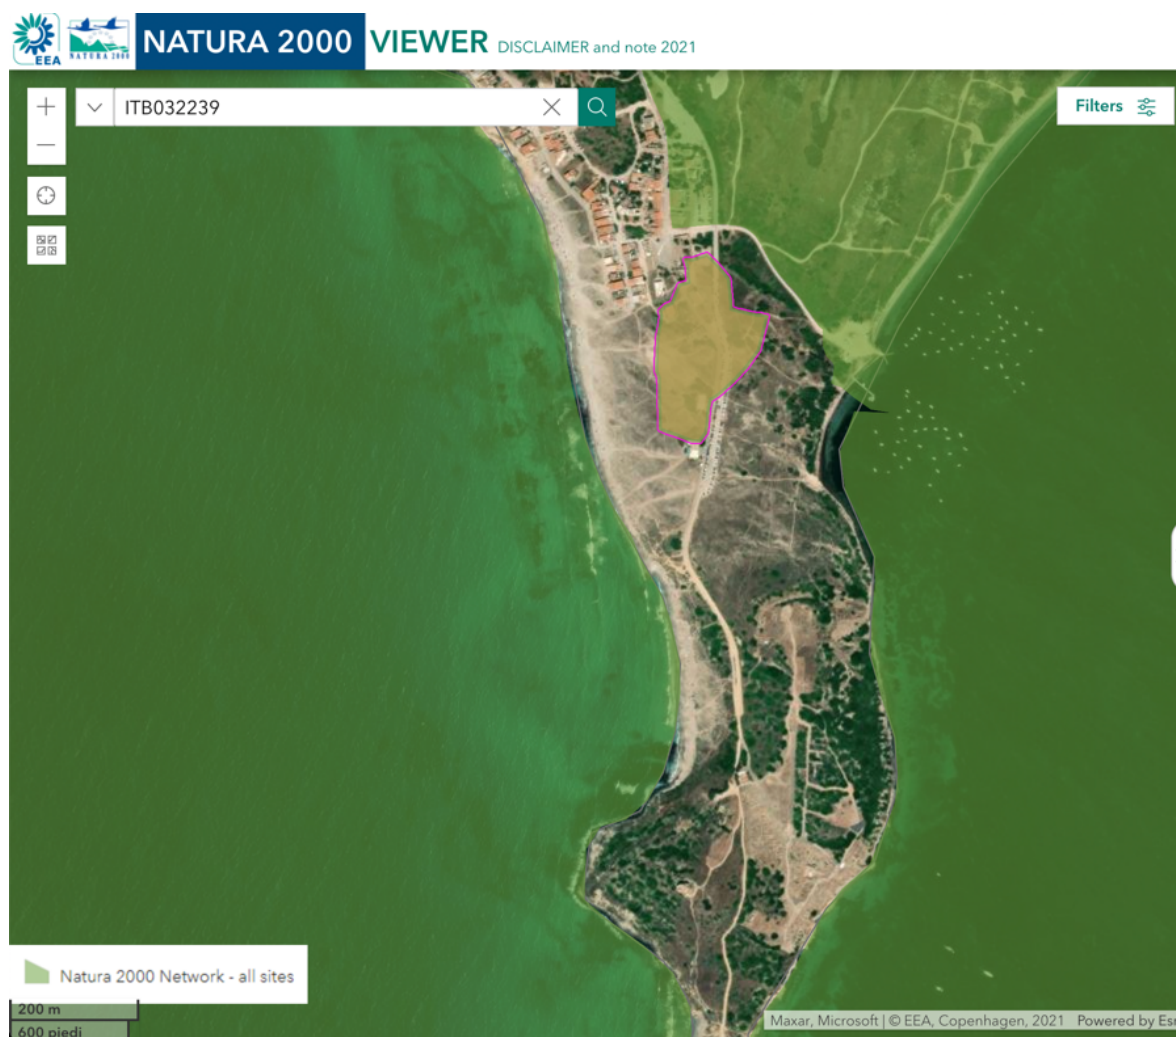 EEA
NATURA 2000
NATURA 2000 VIEWER DISCLAIMER and note 2021
ITB032239
Filters
Natura 2000 Network - all sites
200 m
600 piedi
Maxar, Microsoft | © EEA, Copenhagen, 2021 Powered by Esr